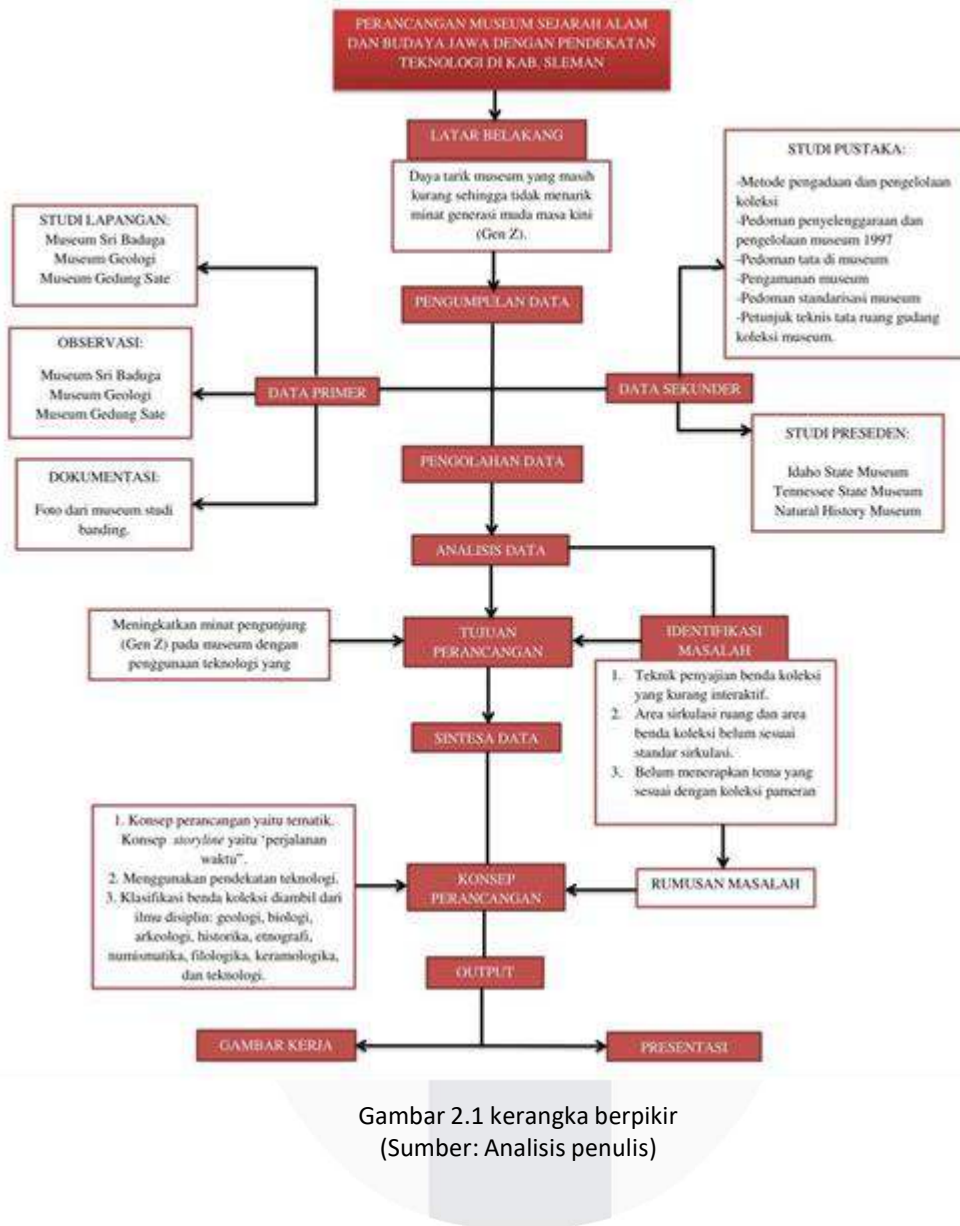 PERANCANGAN MUSEUM SEJARAH ALAM
DAN BUDAYA JAWA DENGAN PENDEKATAN
TEKNOLOGI DI KAB. SLEMAN
LATAR BELAKANG
Daya tarik museum yang masih
kurang sehingga tidak menarik
minat generasi muda masa kini
(Gen Z).
STUDI PUSTAKA:
-Metode pengadaan dan pengelolaan
koleksi
-Pedoman penyelenggaraan dan
pengelolaan museum 1997
-Pedoman tata di museum
-Pengamanan museum
-Pedoman standarisasi museum
-Petunjuk teknis tata ruang gudang
koleksi museum.
STUDI LAPANGAN:
Museum Sri Baduga
Museum Geologi
Museum Gedung Sate
PENGUMPULAN DATA
OBSERVASI:
Museum Sri Baduga
Museum Geologi
Museum Gedung Sate
DATA PRIMER
DATA SEKUNDER
STUDI PRESEDEN:
Idaho State Museum
Tennessee State Museum
Natural History Museum
DOKUMENTASI:
Foto dari museum studi
banding.
PENGOLAHAN DATA
ANALISIS DATA
Meningkatkan minat pengunjung
(Gen Z) pada museum dengan
penggunaan teknologi yang
TUJUAN
PERANCANGAN
IDENTIFIKASI
MASALAH
1. Teknik penyajian benda koleksi
yang kurang interaktif.
2. Area sirkulasi ruang dan area
benda koleksi belum sesuai
standar sirkulasi.
3. Belum menerapkan tema yang
sesuai dengan koleksi pameran
SINTESA DATA
1. Konsep perancangan yaitu tematik.
Konsep storyline yaitu 'perjalanan
waktu".
2. Menggunakan pendekatan teknologi.
3. Klasifikasi benda koleksi diambil dari
ilmu disiplin: geologi, biologi,
arkeologi, historika, etnografi,
numismatika, filologika, keramologika,
dan teknologi.
KONSEP
PERANCANGAN
RUMUSAN MASALAH
OUTPUT
GAMBAR KERJA
PRESENTASI
Gambar 2.1 kerangka berpikir
(Sumber: Analisis penulis)